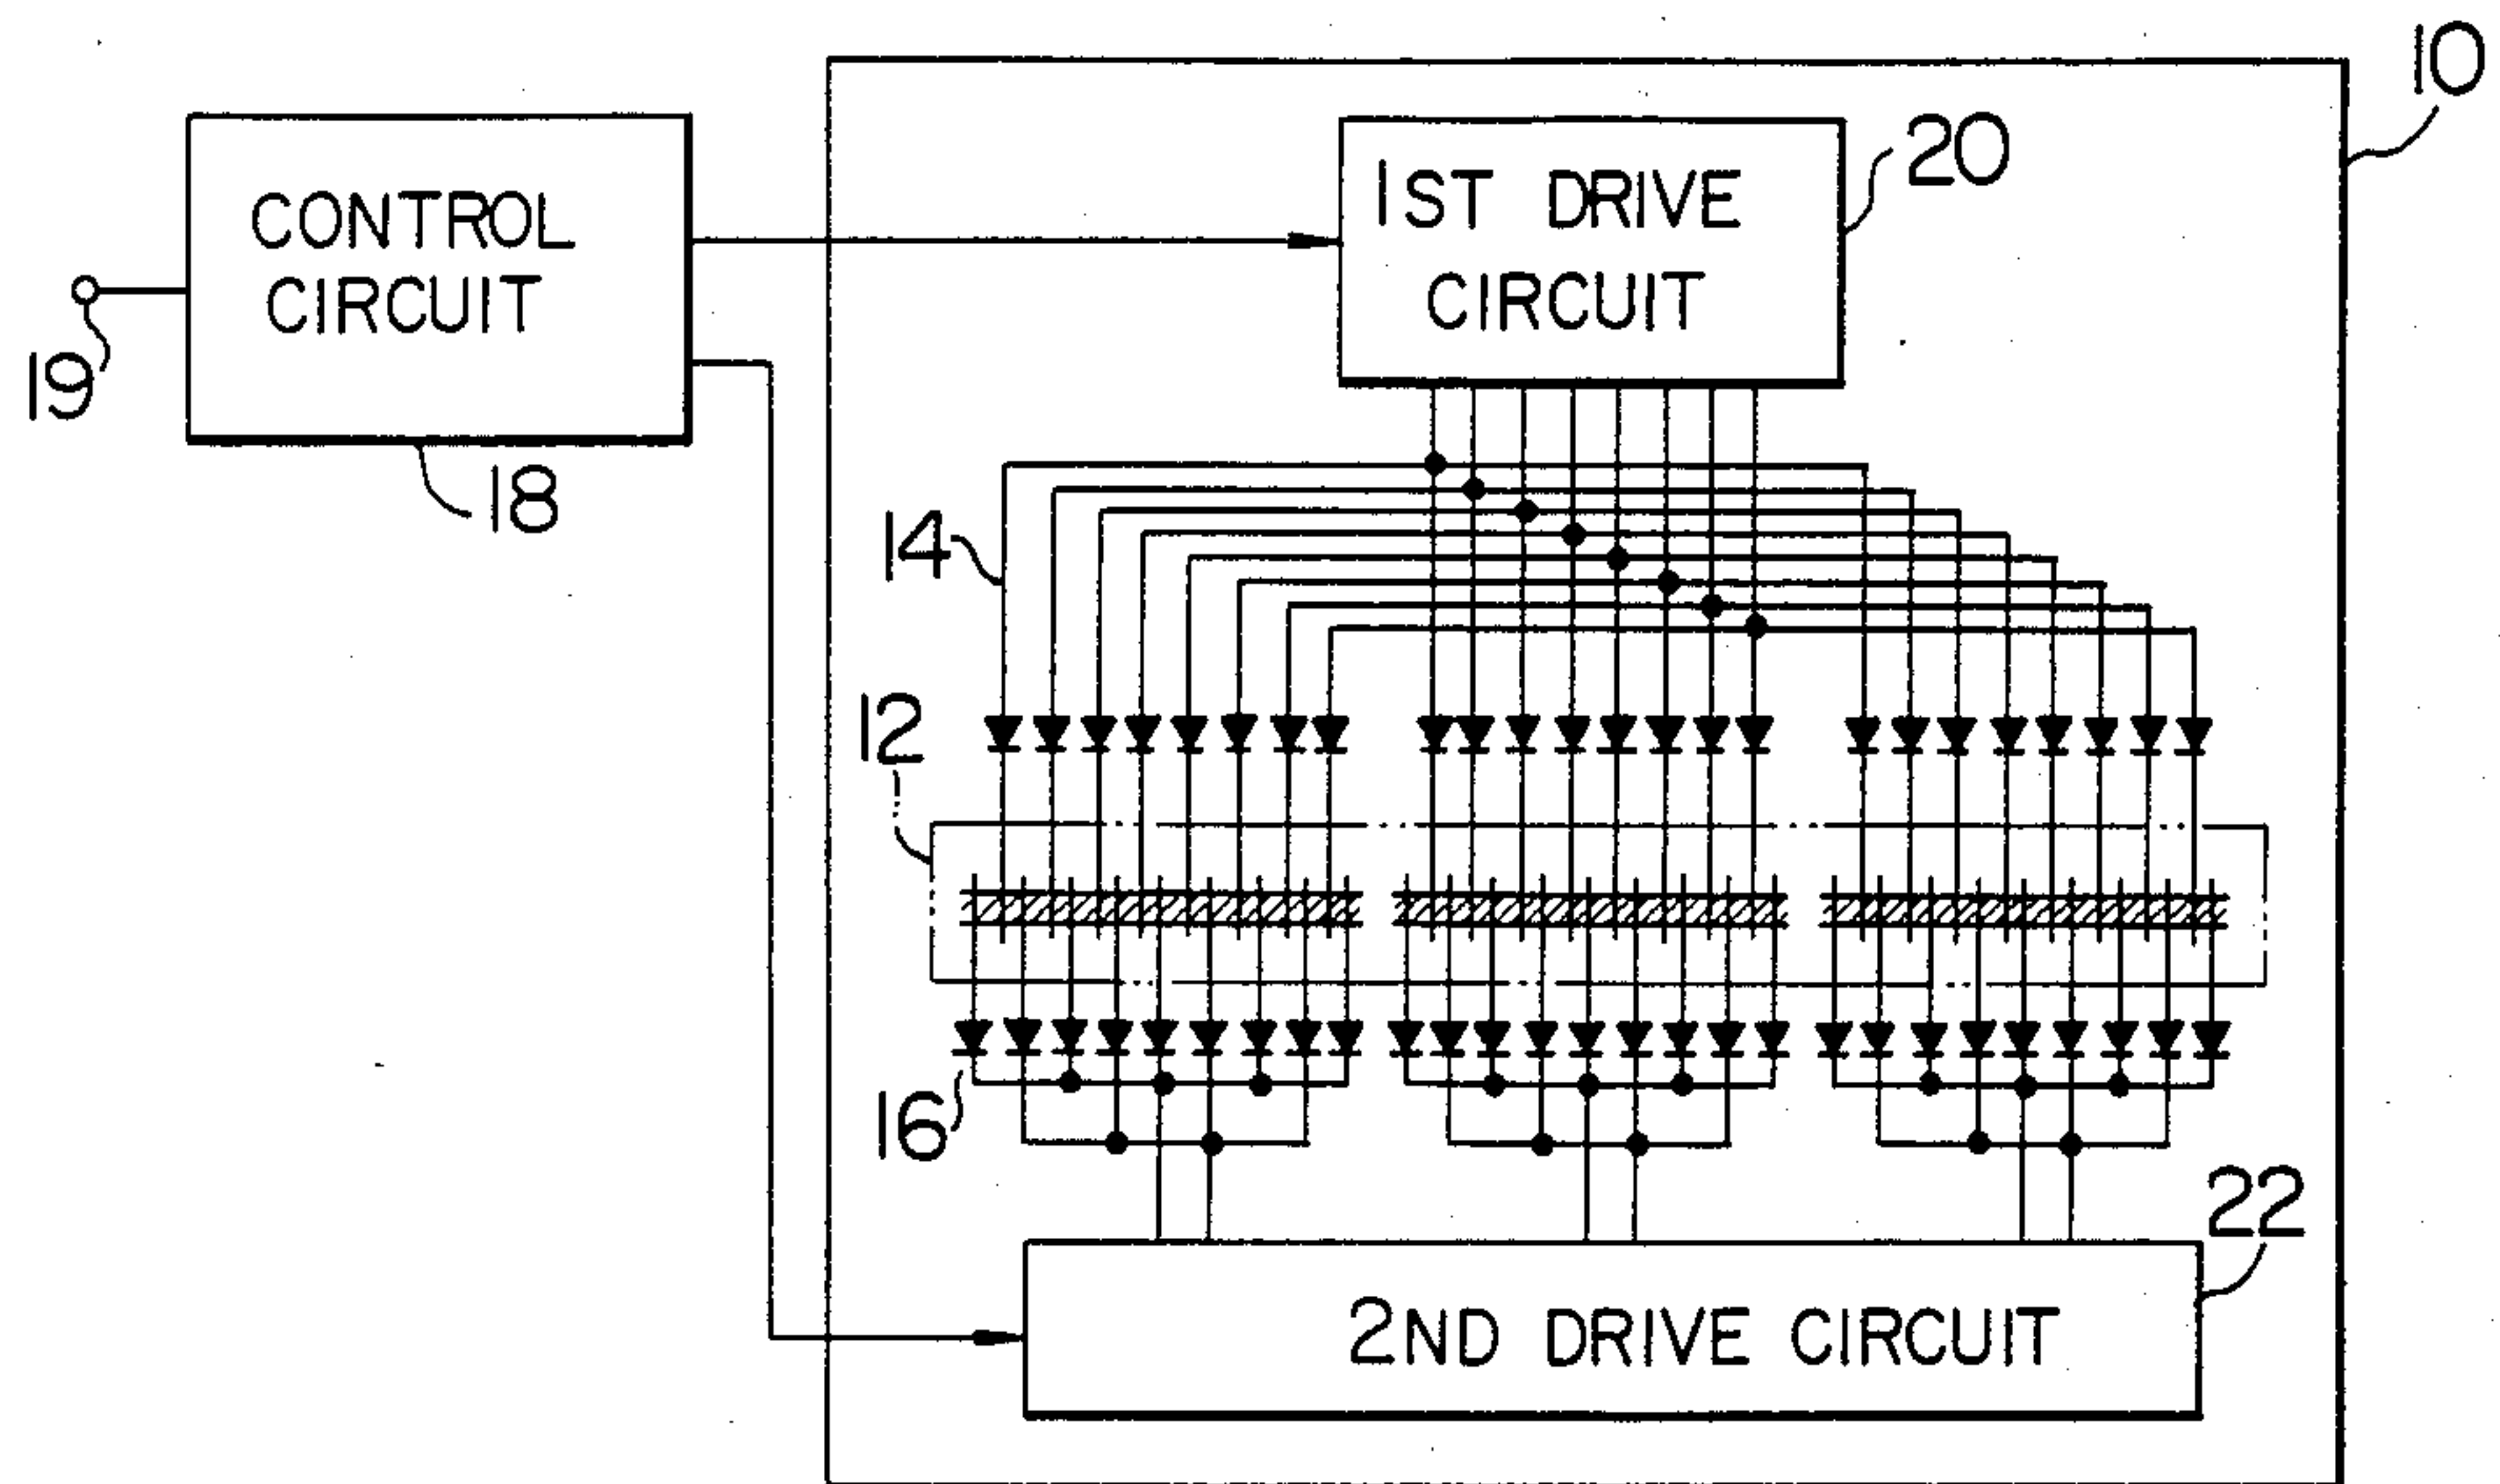 10
CONTROL
CIRCUIT
1ST DRIVE
CIRCUIT
20
19
18
14
12
16
22
2ND DRIVE CIRCUIT